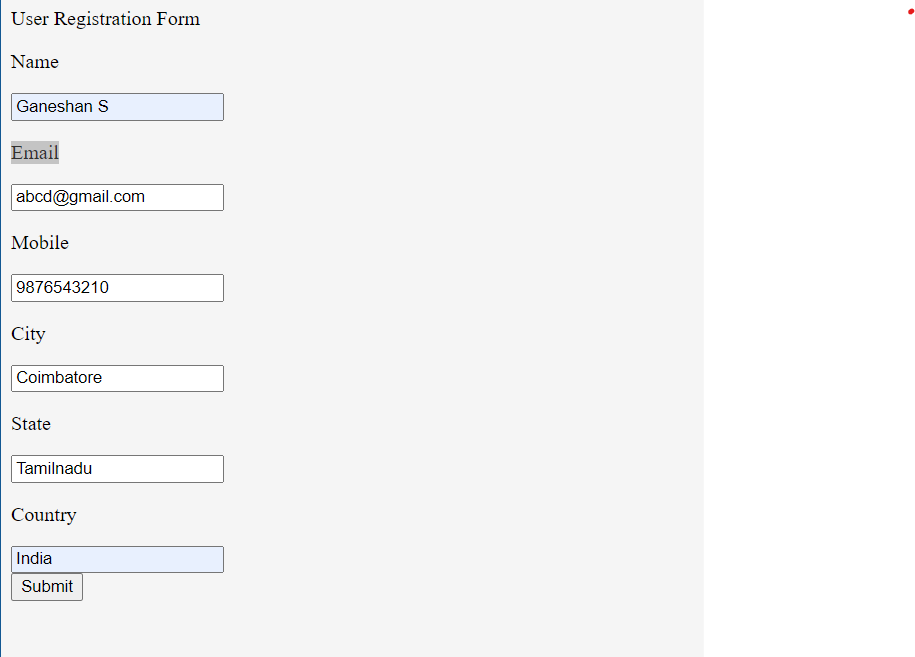 User Registration Form
Name
Ganeshan S
Email
abcd@gmail.com
Mobile
9876543210
City
Coimbatore
State
Tamilnadu
Country
India
Submit